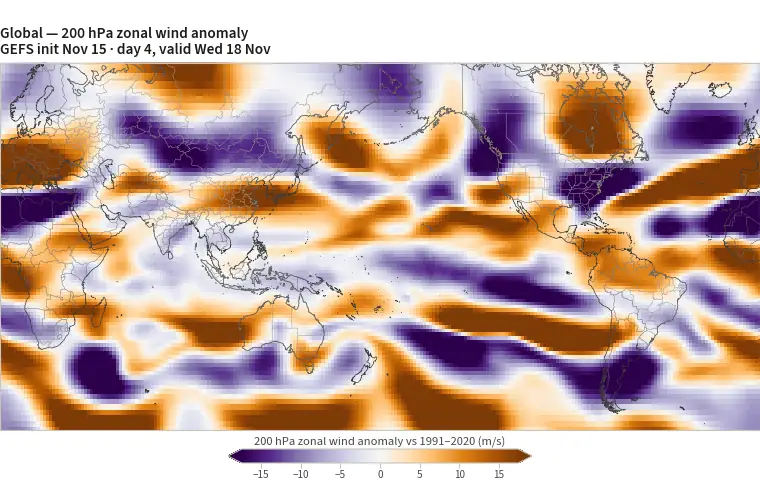 Global — 200 hPa zonal wind anomaly
GEFS init Nov 15 · day 4, valid Wed 18 Nov
200 hPa zonal wind anomaly vs 1991–2020 (m/s)
−15 −10 −5 0 5 10 15